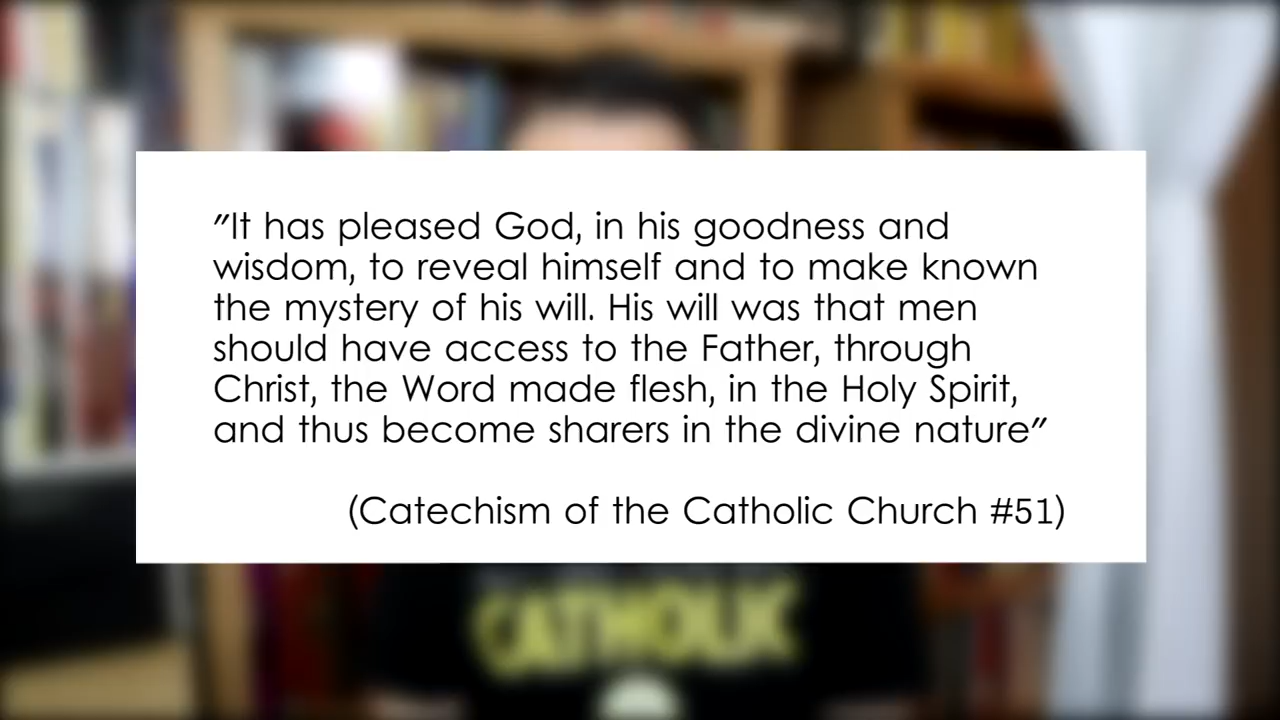 "It has pleased God, in his goodness and
wisdom, to reveal himself and to make known
the mystery of his will. His will was that men
should have access to the Father, through
Christ, the Word made flesh, in the Holy Spirit,
and thus become sharers in the divine nature"
(Catechism of the Catholic Church #51)
CATHOLIC